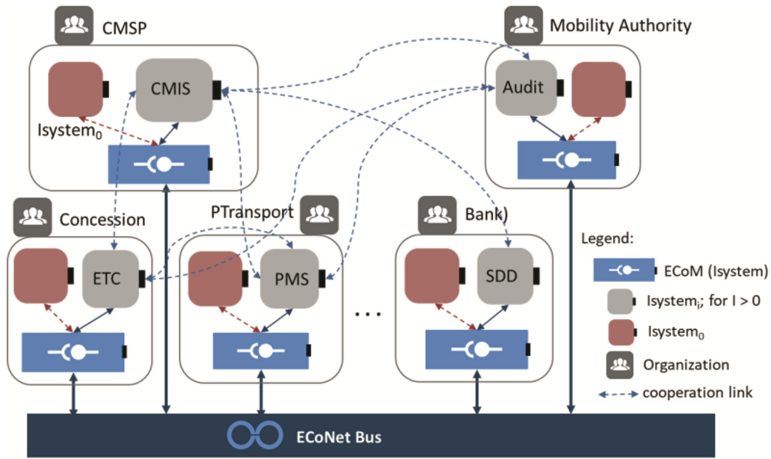 CMSP
Mobility Authority
CMIS
Audit
Isystem0
Concession
PTransport
Bank)
ETC
PMS
SDD
...
Legend:
ECoM (Isystem)
Isystemi; for I > 0
Isystem0
Organization
cooperation link
ECoNet Bus